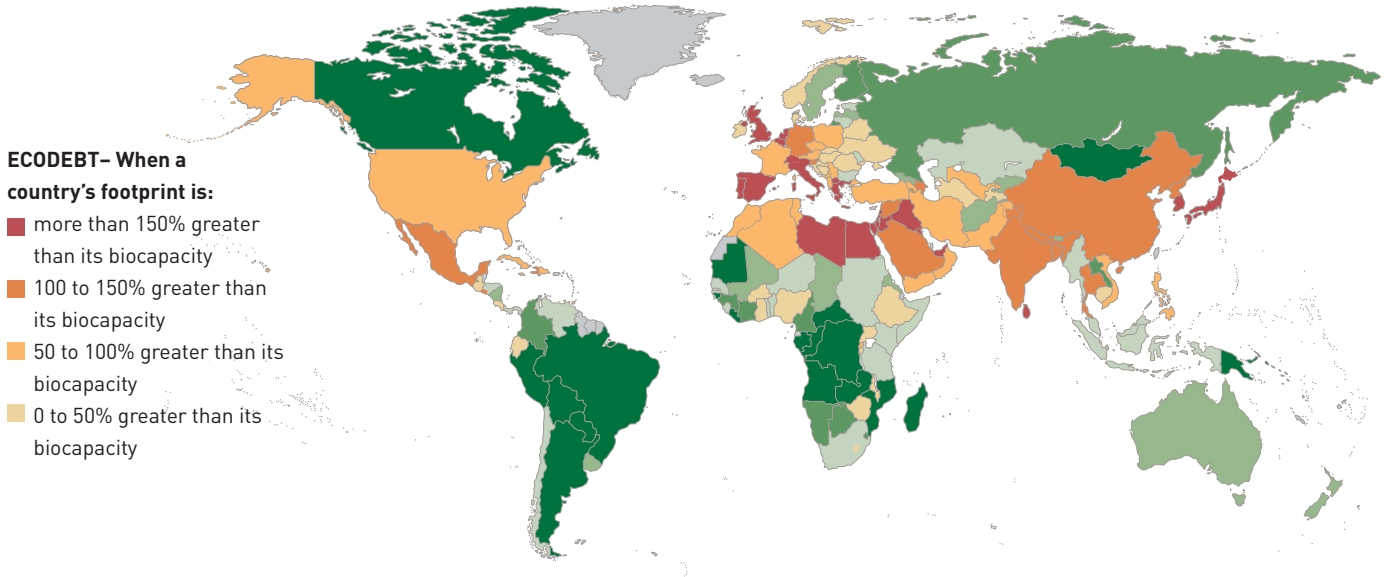 ECODEBT– When a
country’s footprint is:
more than 150% greater
than its biocapacity
100 to 150% greater than
its biocapacity
50 to 100% greater than its
biocapacity
0 to 50% greater than its
biocapacity